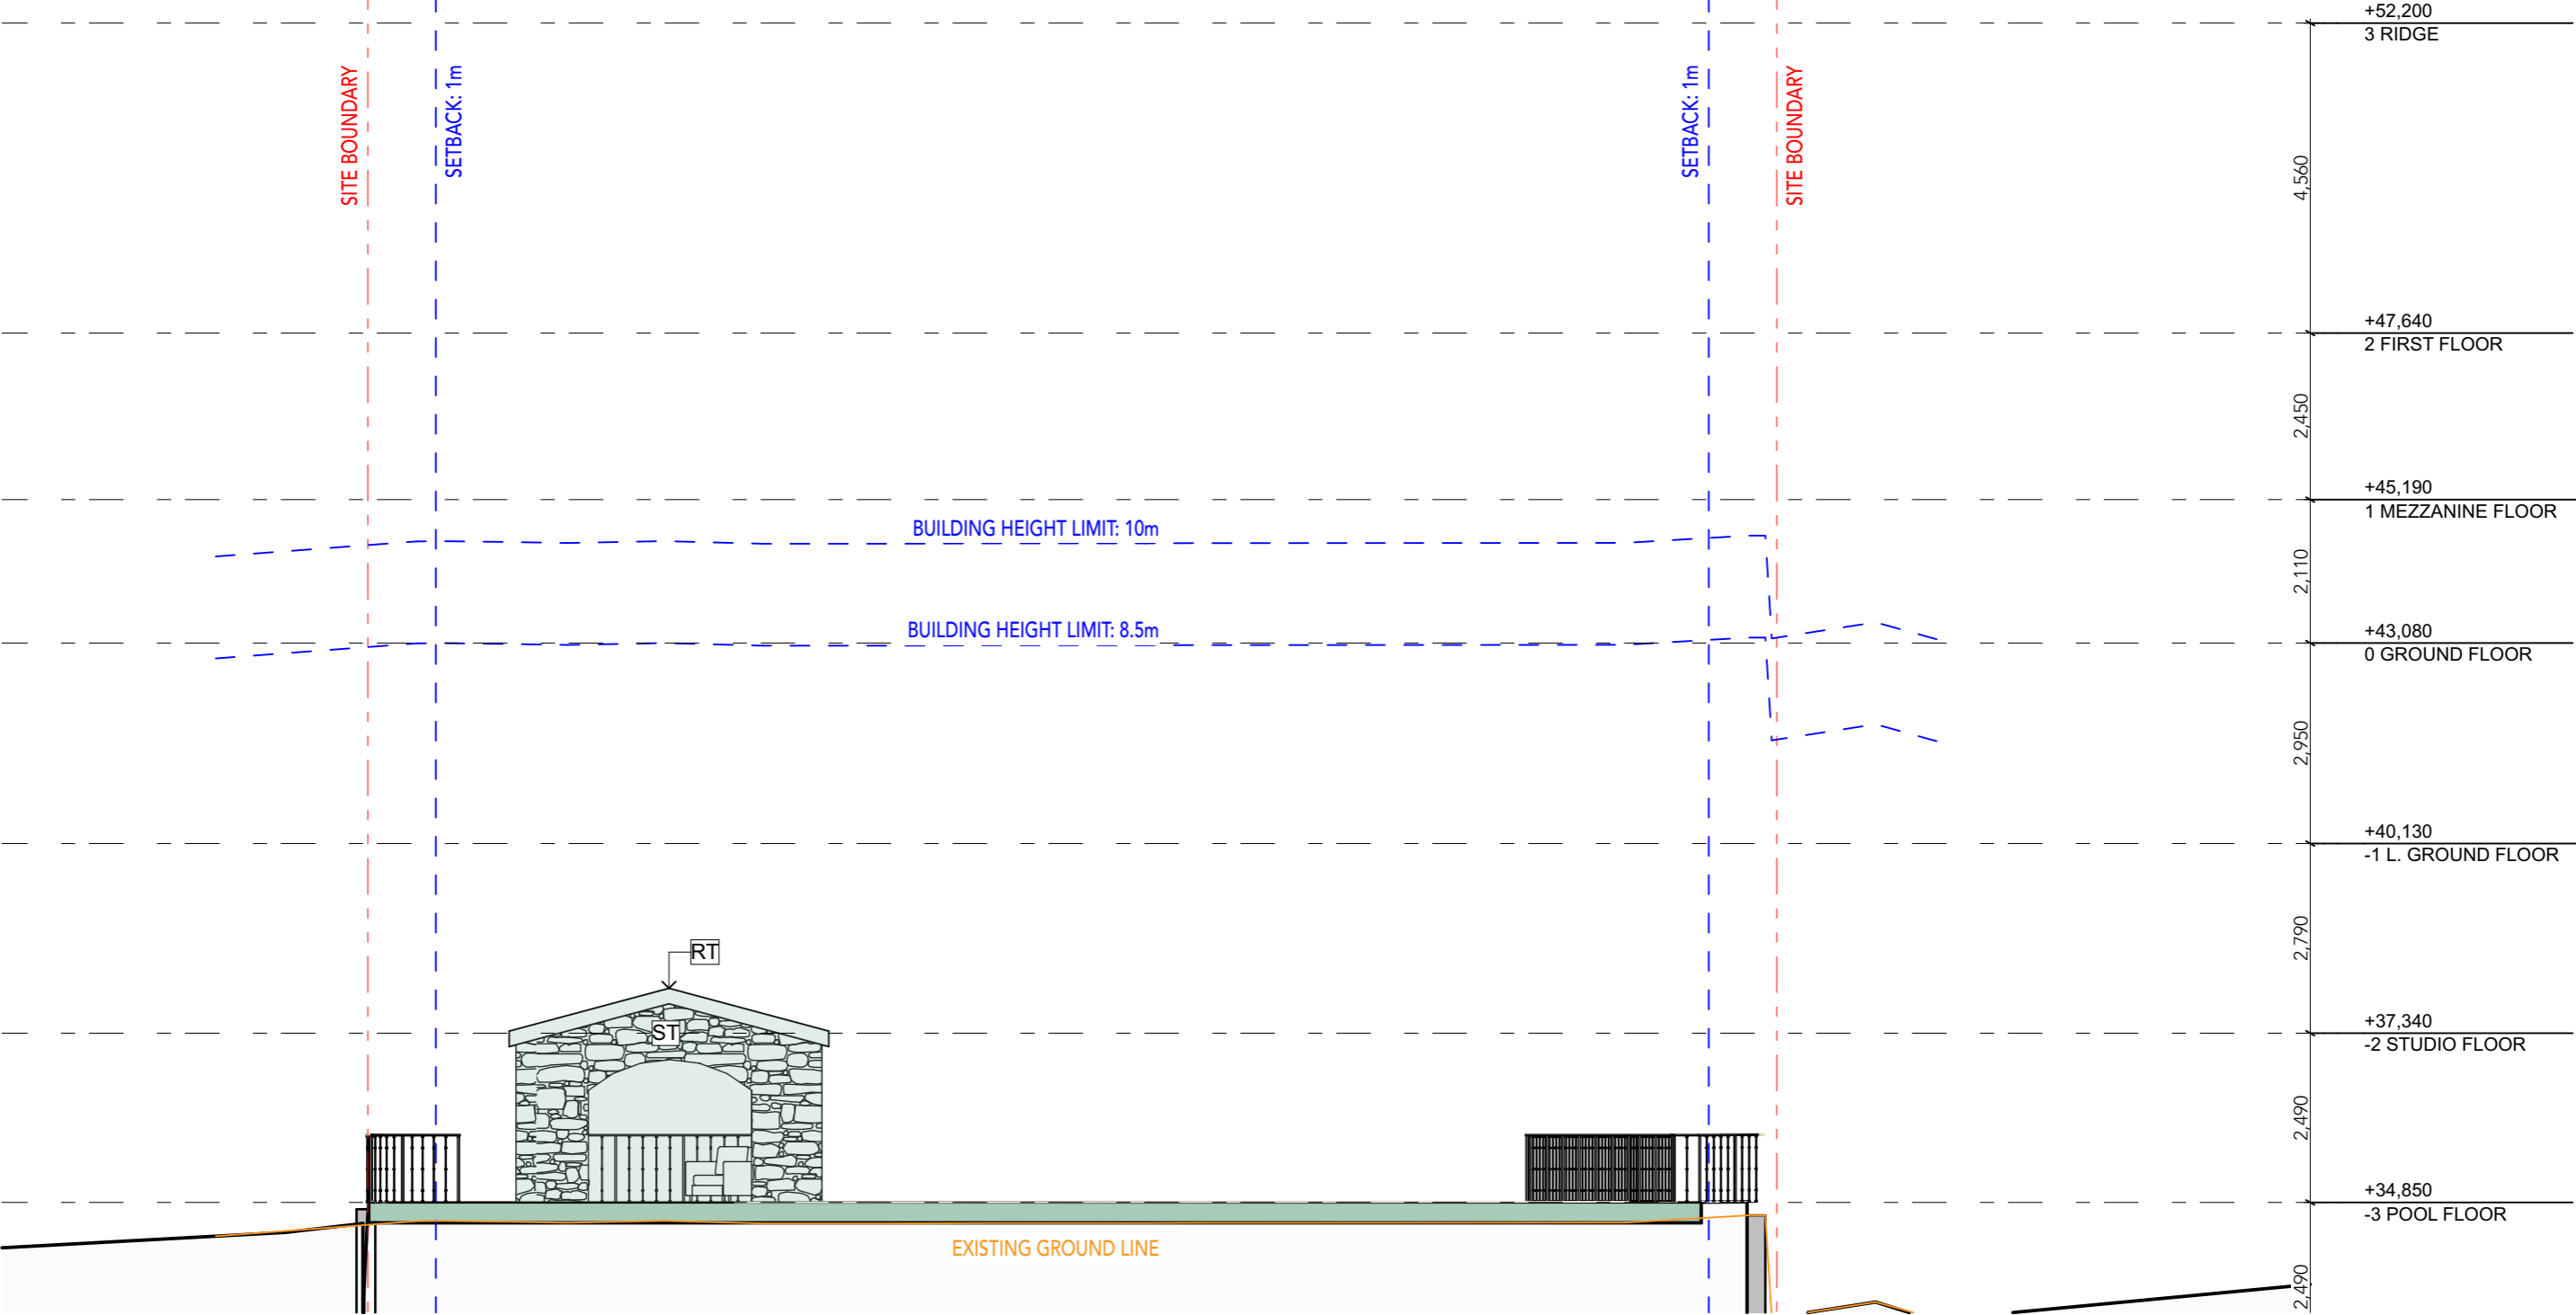 +52,200
3 RIDGE
SITE BOUNDARY
SETBACK: 1m
SETBACK: 1m
SITE BOUNDARY
4,560
+47,640
2 FIRST FLOOR
2,450
+45,190
1 MEZZANINE FLOOR
BUILDING HEIGHT LIMIT: 10m
2,110
BUILDING HEIGHT LIMIT: 8.5m
+43,080
0 GROUND FLOOR
2,950
+40,130
-1 L. GROUND FLOOR
2,790
RT
ST
+37,340
-2 STUDIO FLOOR
2,490
+34,850
-3 POOL FLOOR
EXISTING GROUND LINE
2,490